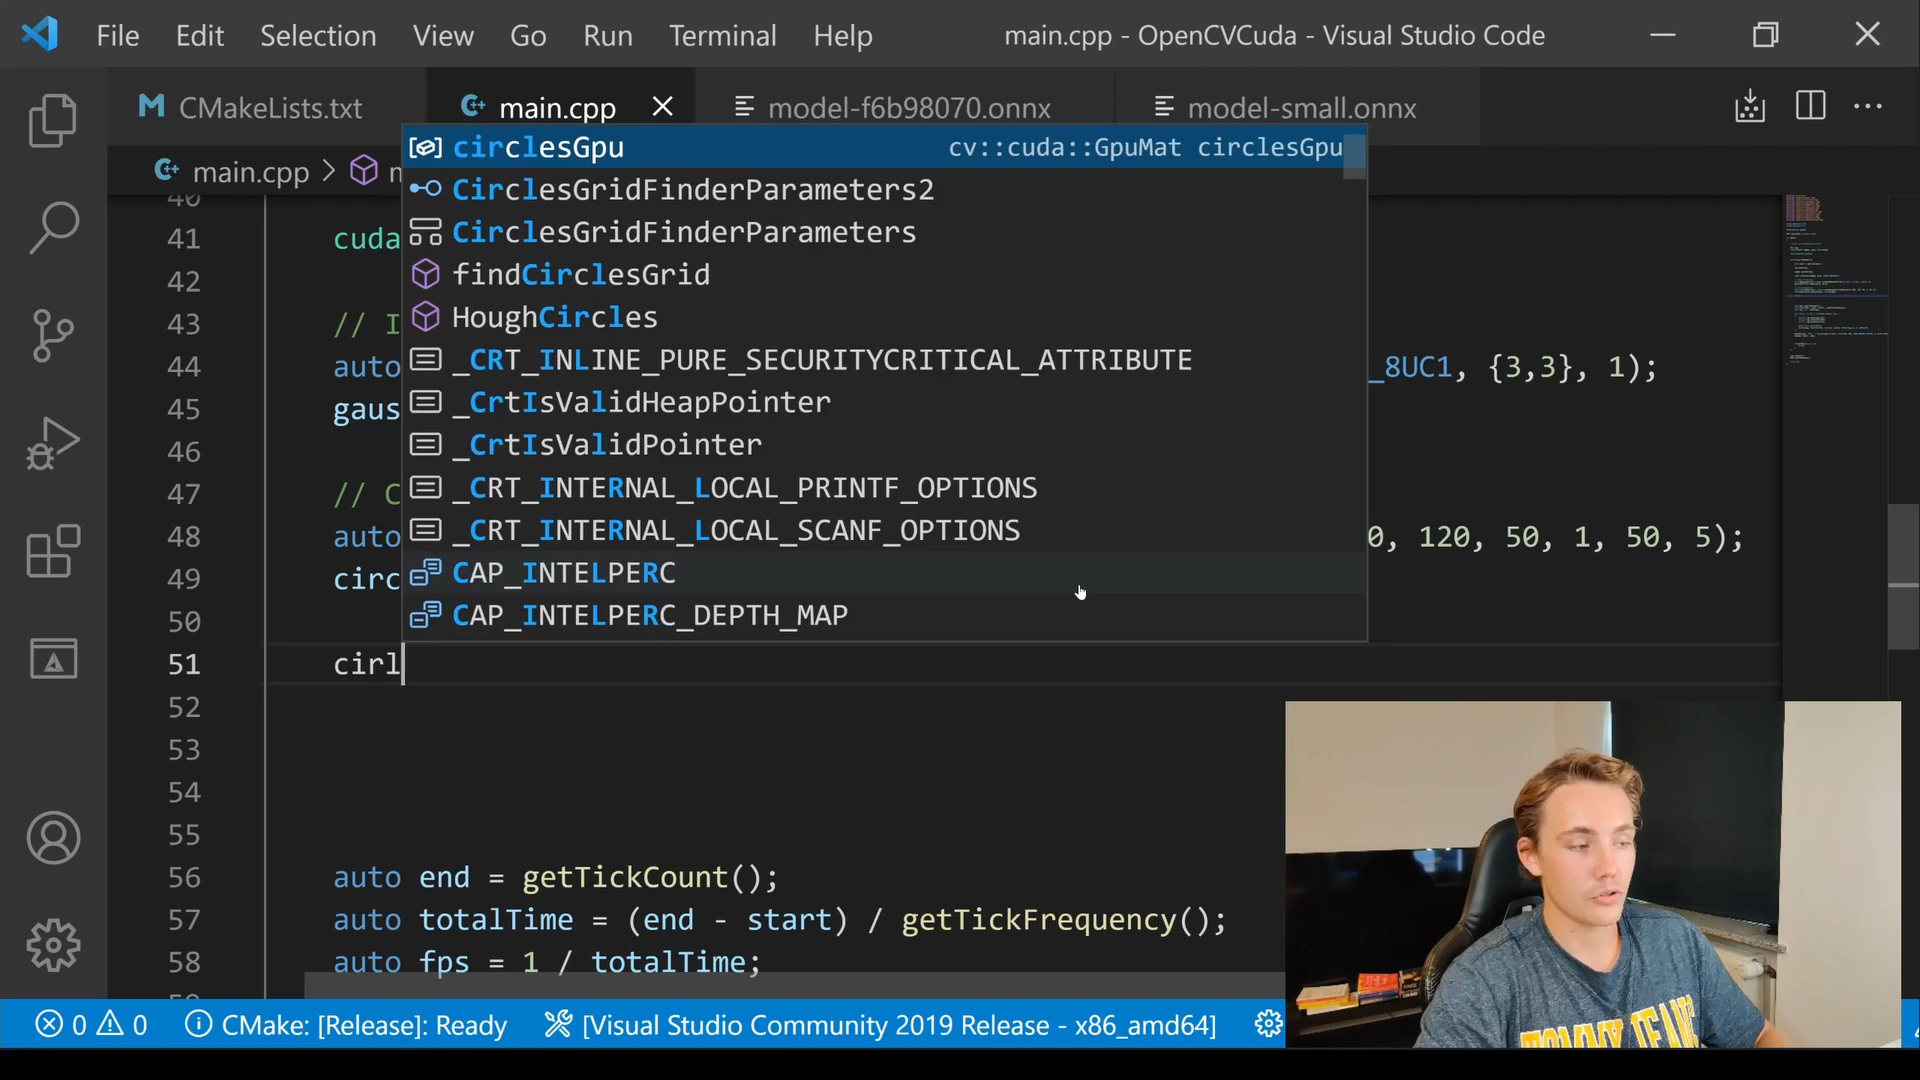 File Edit Selection View Go Run Terminal Help main.cpp - OpenCVCuda - Visual Studio Code
CMakeLists.txt main.cpp model-f6b98070.onnx model-small.onnx
main.cpp
circlesGpu cv::cuda::GpuMat circlesGpu
CirclesGridFinderParameters2
CirclesGridFinderParameters
findCirclesGrid
HoughCircles
_CRT_INLINE_PURE_SECURITYCRITICAL_ATTRIBUTE
_CrtIsValidHeapPointer
_CrtIsValidPointer
_CRT_INTERNAL_LOCAL_PRINTF_OPTIONS
_CRT_INTERNAL_LOCAL_SCANF_OPTIONS
CAP_INTELPERC
CAP_INTELPERC_DEPTH_MAP
40
41 cuda
42
43 // I
44 auto _8UC1, {3,3}, 1);
45 gaus
46
47 // C
48 auto 0, 120, 50, 1, 50, 5);
49 circ
50
51 cirl
52
53
54
55
56 auto end = getTickCount();
57 auto totalTime = (end - start) / getTickFrequency();
58 auto fps = 1 / totalTime;
0 0 CMake: [Release]: Ready [Visual Studio Community 2019 Release - x86_amd64]
TOMMY JEANS